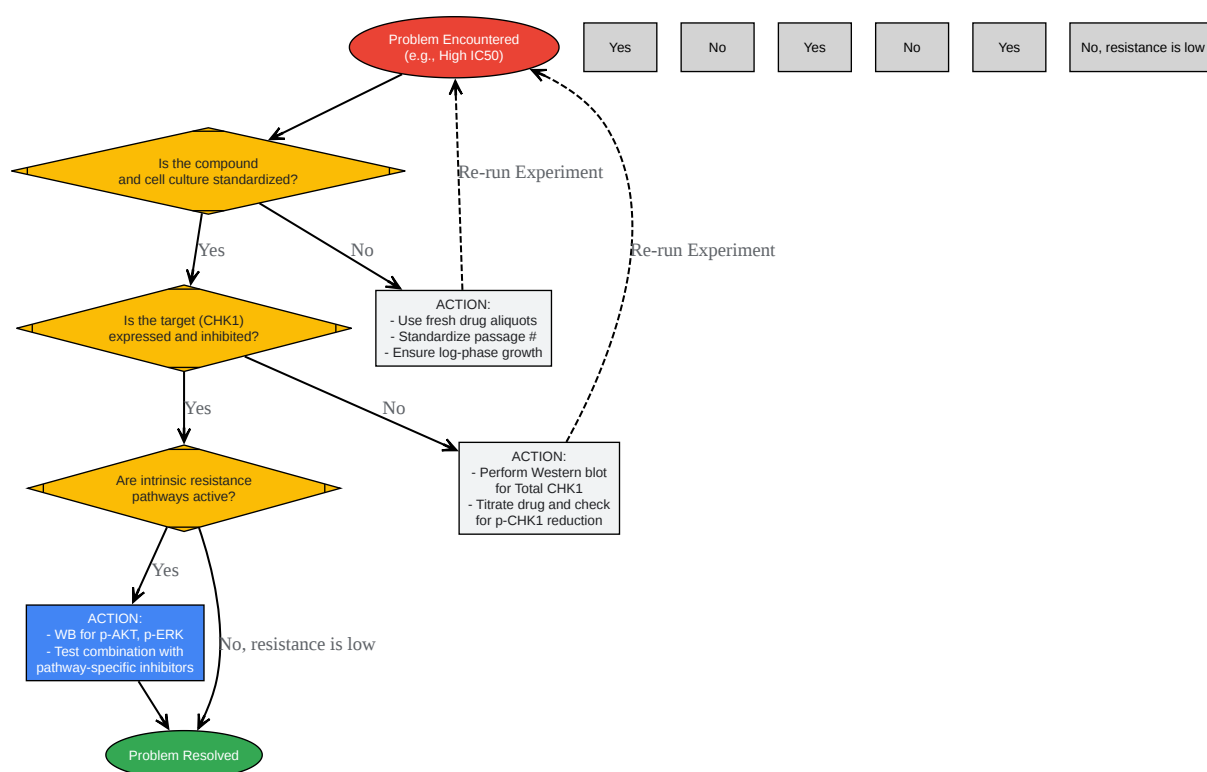 Problem Encountered
(e.g., High IC50)
Yes
No
Yes
No
Yes
No, resistance is low
Is the compound
and cell culture standardized?
Re-run Experiment
Re-run Experiment
Yes
No
Is the target (CHK1)
expressed and inhibited?
ACTION:
- Use fresh drug aliquots
- Standardize passage #
- Ensure log-phase growth
Yes
No
Are intrinsic resistance
pathways active?
ACTION:
- Perform Western blot
for Total CHK1
- Titrate drug and check
for p-CHK1 reduction
Yes
No, resistance is low
ACTION:
- WB for p-AKT, p-ERK
- Test combination with
pathway-specific inhibitors
Problem Resolved